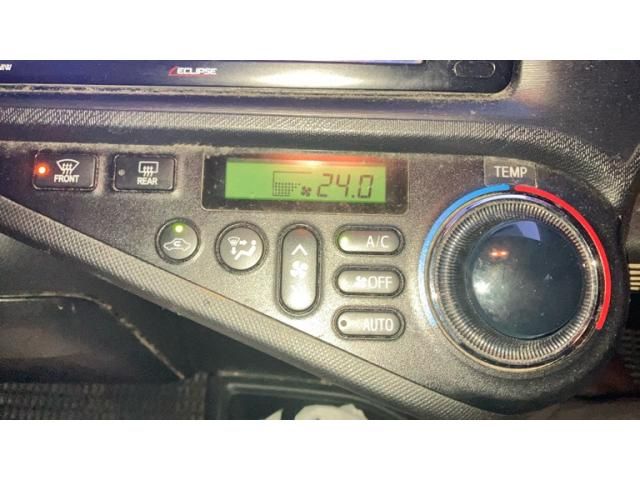 ECLIPSE
TEMP
24.0
FRONT
REAR
A/C
OFF
AUTO